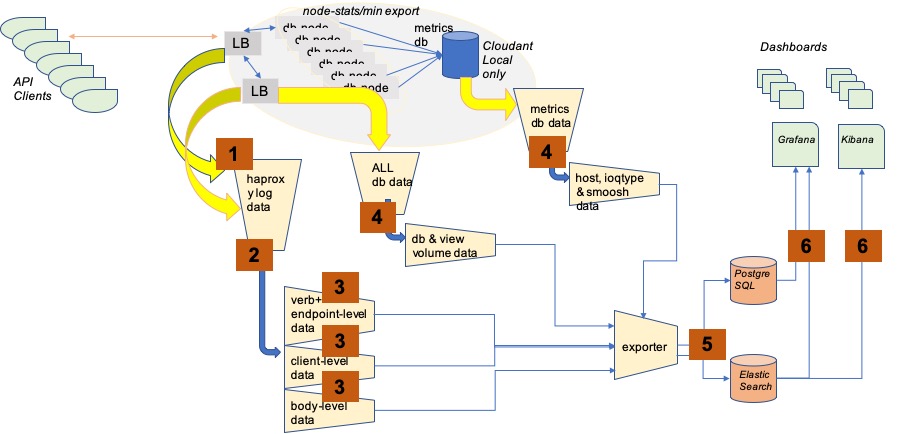 node-stats/min export
db-node
db-node
db-node
db-node
db-node
db-node
metrics
db
Cloudant
Local
only
LB
LB
API
Clients
Dashboards
Grafana
Kibana
metrics
db data
4
host, ioqtype
& smoosh
data
1
haprox
y log
data
2
ALL
db data
4
db & view
volume data
3
verb+
endpoint-level
data
3
client-level
data
3
body-level
data
exporter
5
6
6
Postgre
SQL
Elastic
Search